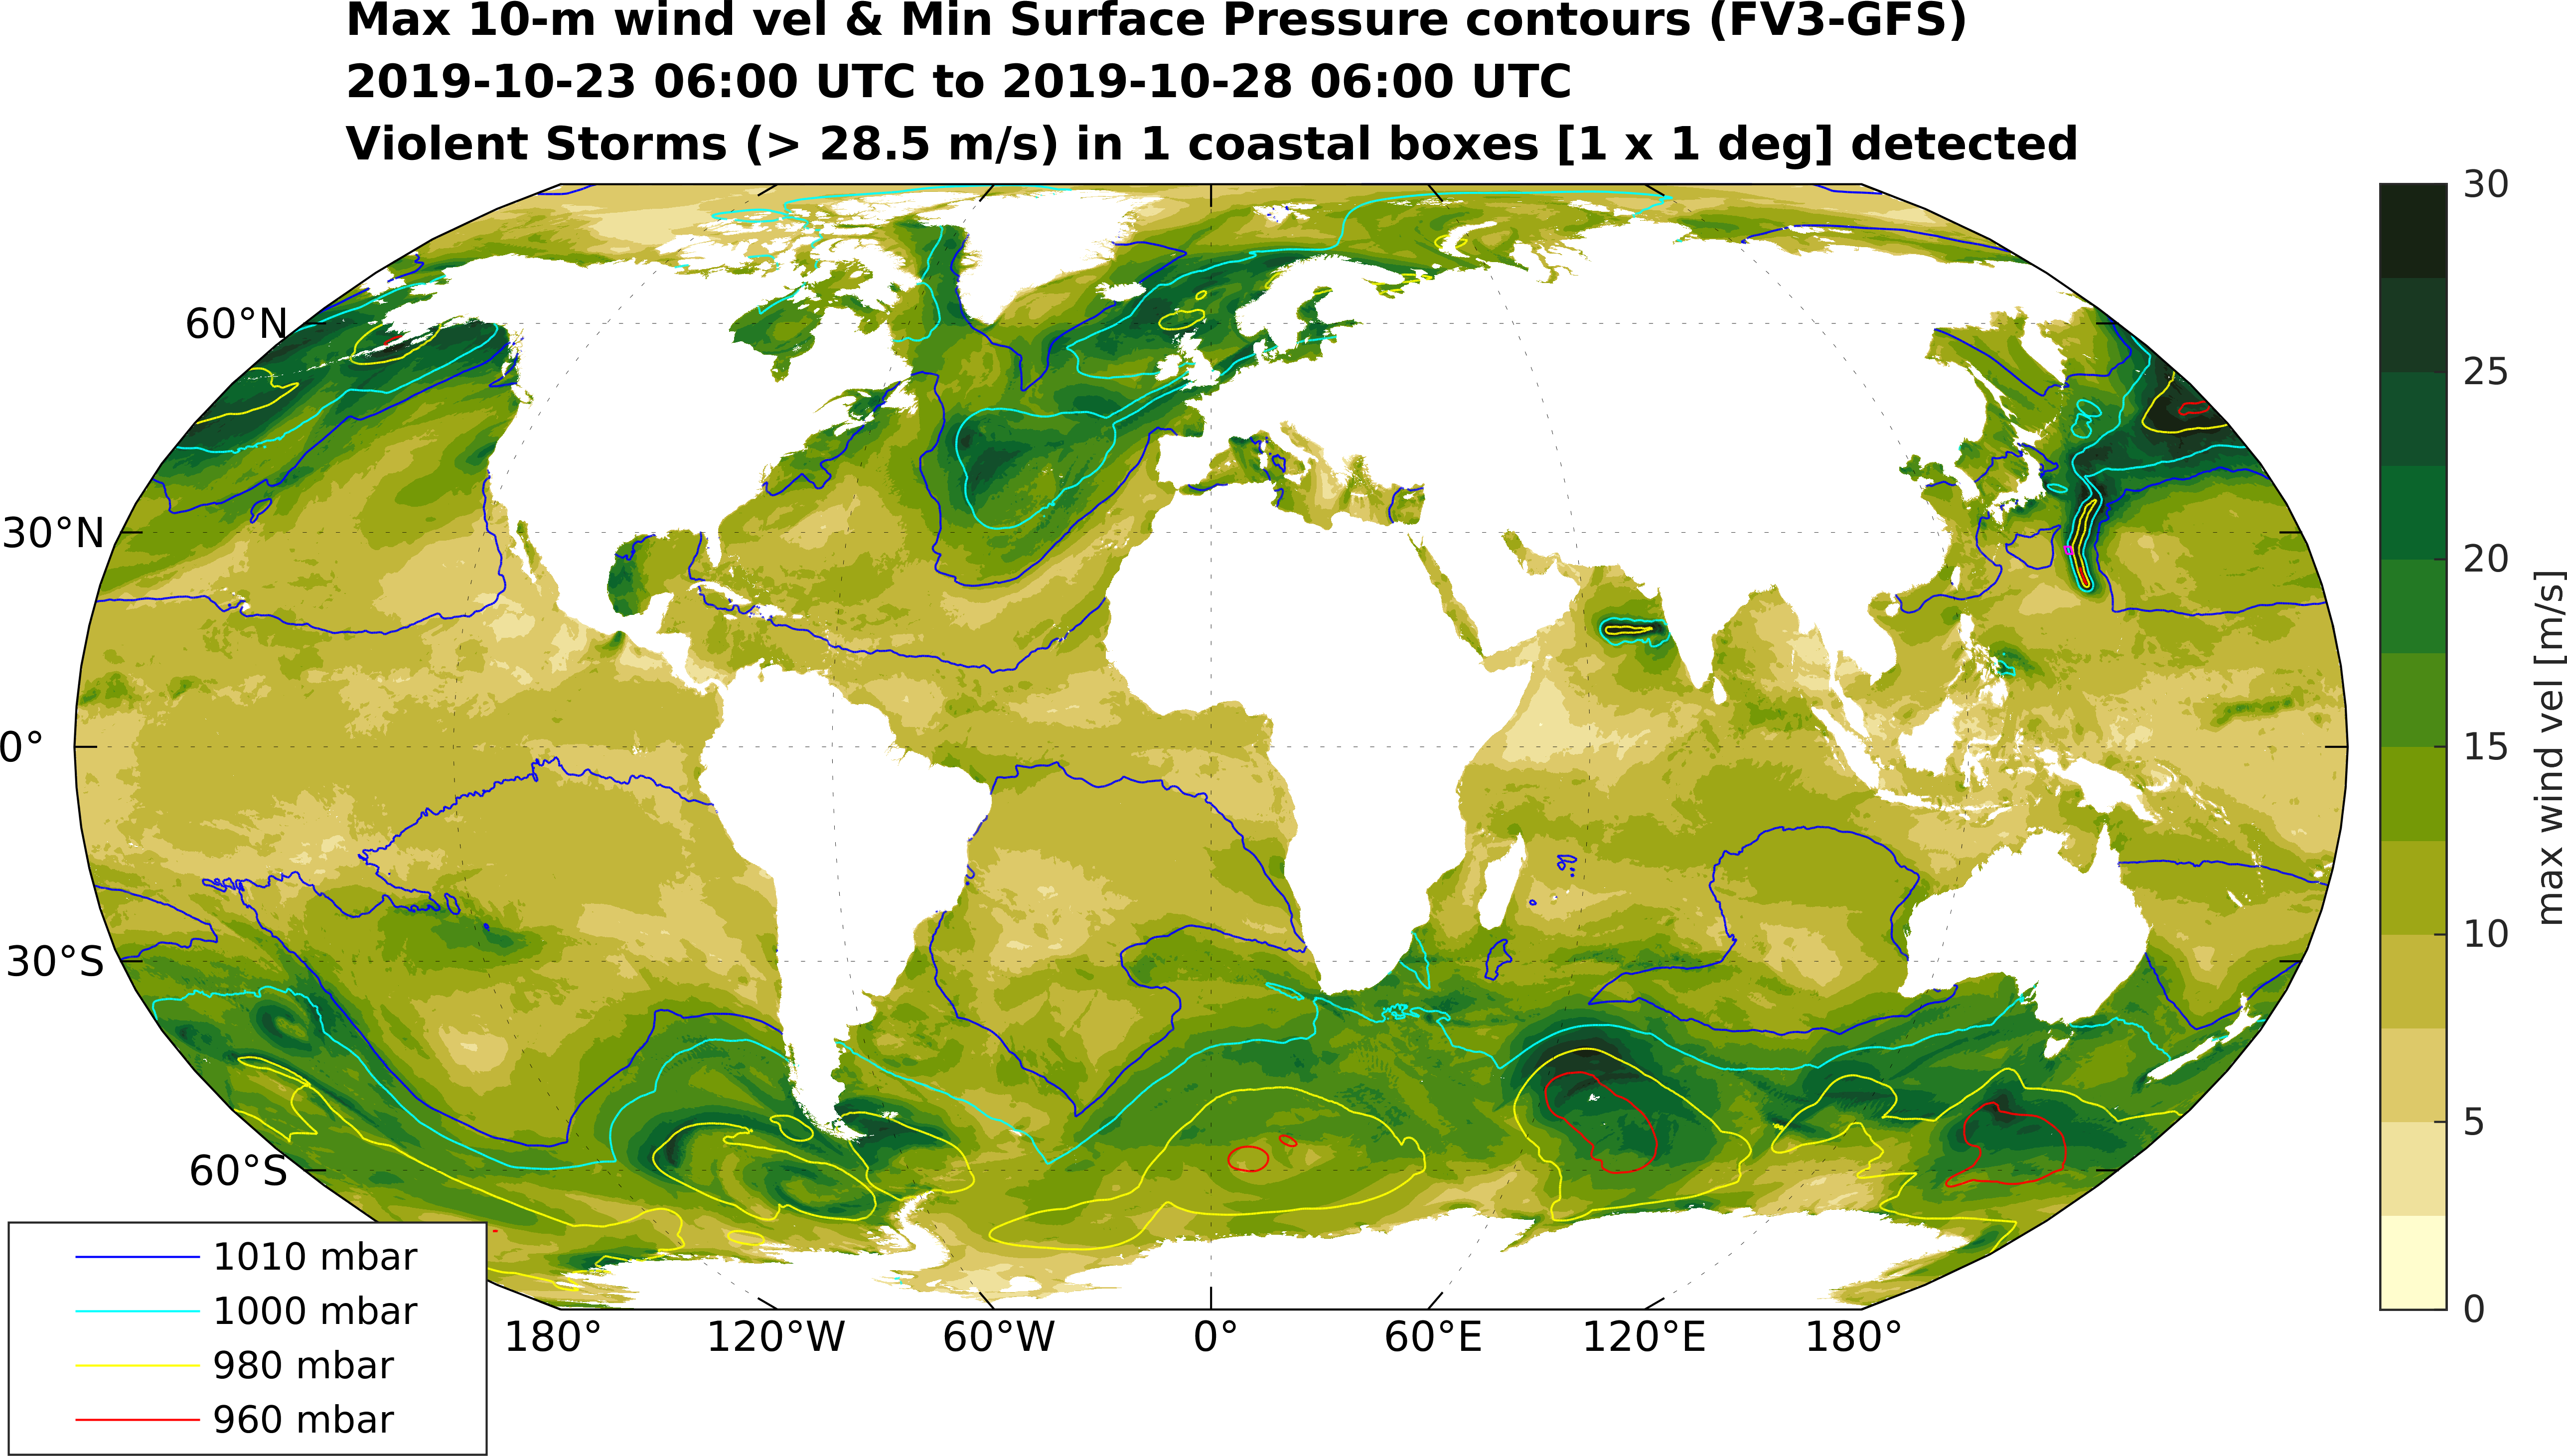 Max 10-m wind vel & Min Surface Pressure contours (FV3-GFS)
2019-10-23 06:00 UTC to 2019-10-28 06:00 UTC
Violent Storms (> 28.5 m/s) in 1 coastal boxes [1 x 1 deg] detected
60°N
30°N
0°
30°S
60°S
180°
120°W
60°W
0°
60°E
120°E
180°
1010 mbar
1000 mbar
980 mbar
960 mbar
30
25
20
15
10
5
0
max wind vel [m/s]